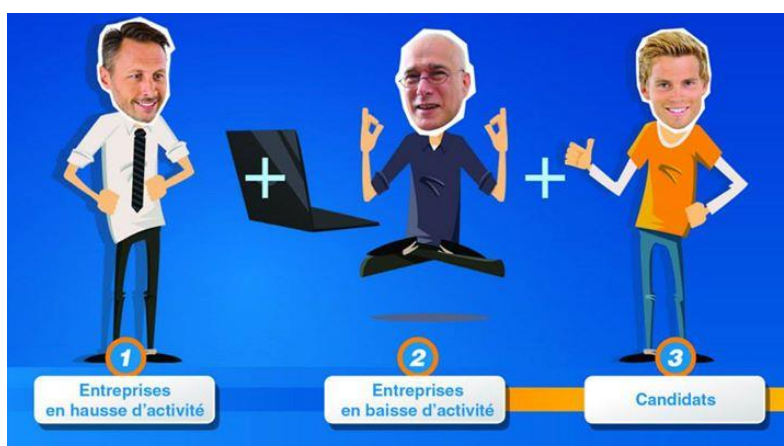 1
Entreprises
en hausse d'activité
2
Entreprises
en baisse d'activité
3
Candidats